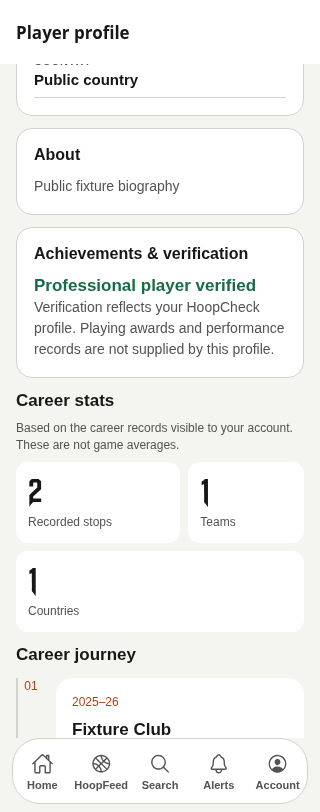 Player profile
Public country
About
Public fixture biography
Achievements & verification
Professional player verified
Verification reflects your HoopCheck
profile. Playing awards and performance
records are not supplied by this profile.
Career stats
Based on the career records visible to your account.
These are not game averages.
2
Recorded stops
1
Teams
1
Countries
Career journey
01
2025–26
Fixture Club
Home
HoopFeed
Search
Alerts
Account